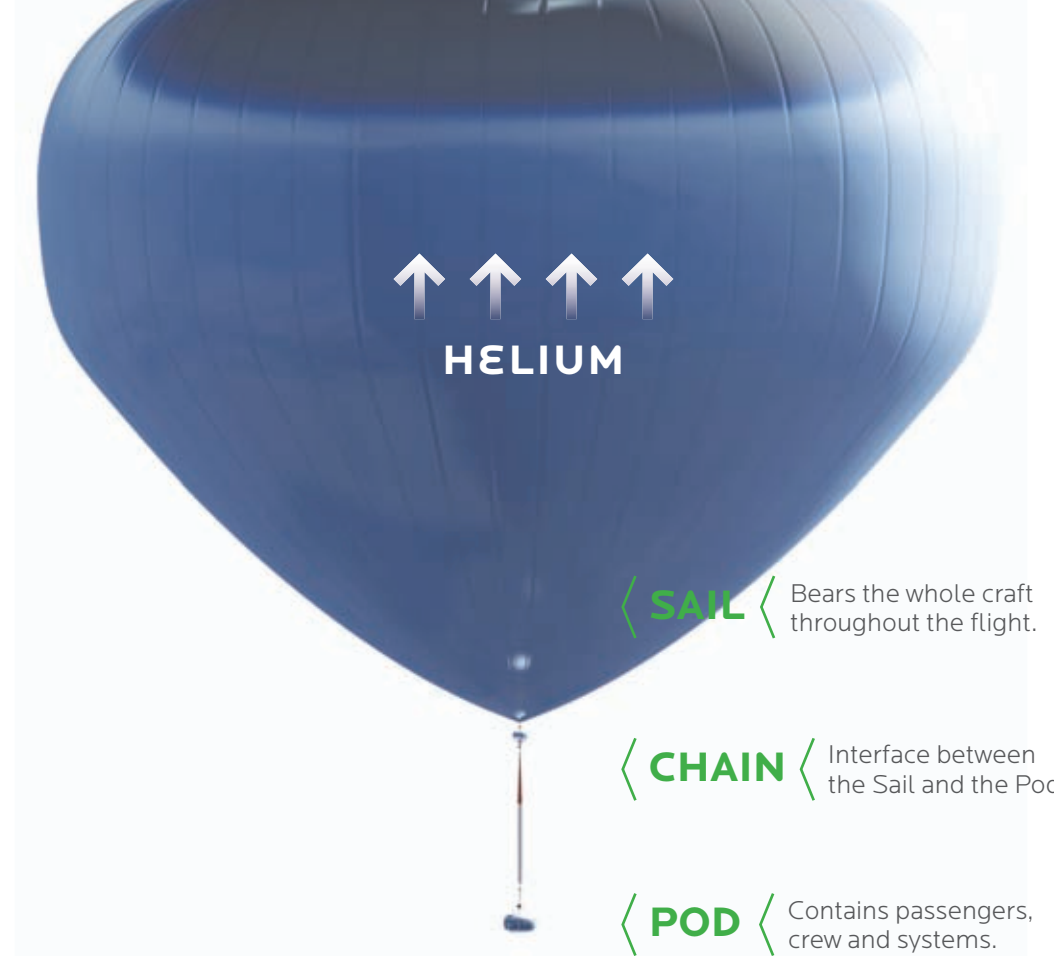 HELIUM
SAIL
Bears the whole craft
throughout the flight.
CHAIN
Interface between
the Sail and the Pod
POD
Contains passengers,
crew and systems.